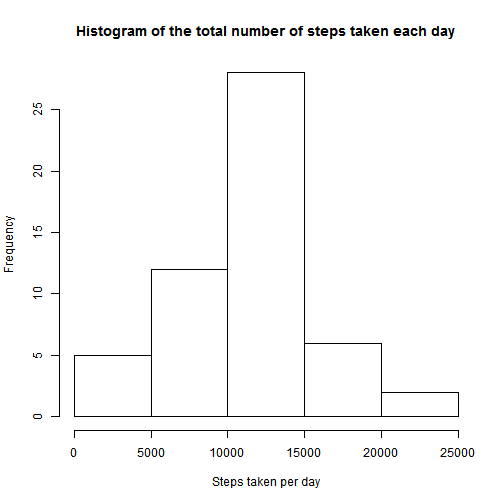 Histogram of the total number of steps taken each day
Frequency
25
20
15
10
5
0
0 5000 10000 15000 20000 25000
Steps taken per day